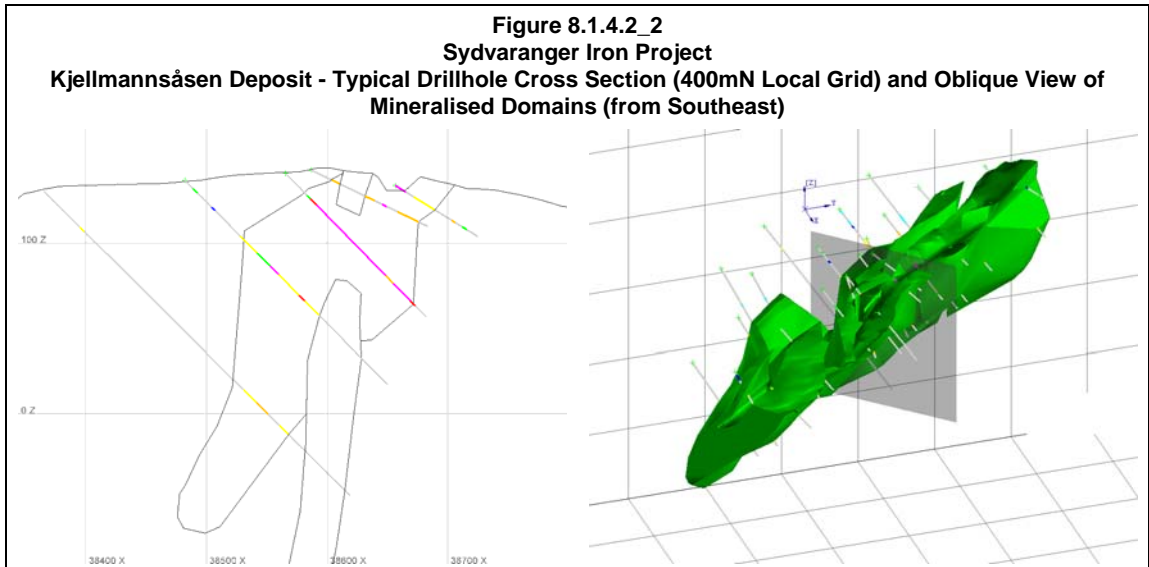 Figure 8.1.4.2_2
Sydvaranger Iron Project
Kjellmannsåsen Deposit - Typical Drillhole Cross Section (400mN Local Grid) and Oblique View of
Mineralised Domains (from Southeast)
100 Z
0 Z
38400 X
38500 X
38600 X
38700 X
[Z]
Y
X